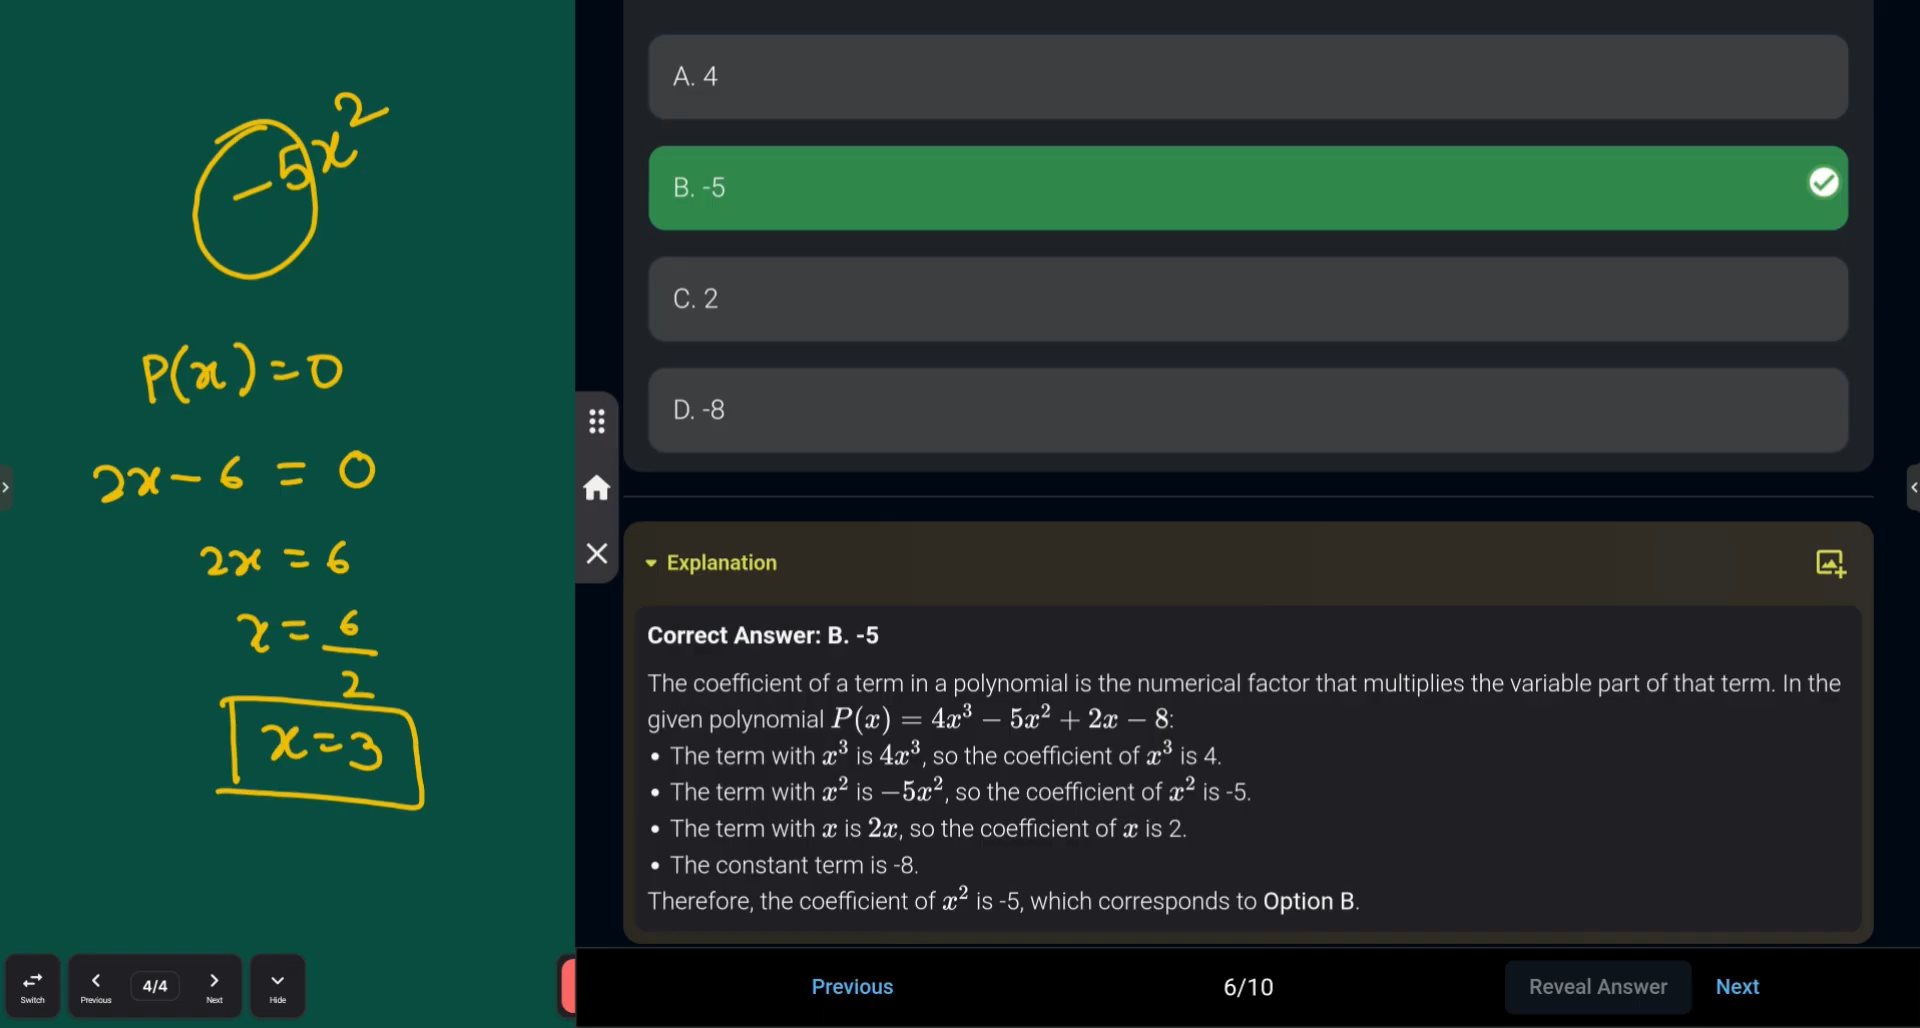 -5x²
P(x)=0
2x-6 = 0
2x = 6
x = 6/2
x=3
Switch
Previous
4/4
Next
Hide
A. 4
B. -5
C. 2
D. -8
Explanation
Correct Answer: B. -5
The coefficient of a term in a polynomial is the numerical factor that multiplies the variable part of that term. In the
given polynomial P(x) = 4x³ − 5x² + 2x − 8:
• The term with x³ is 4x³, so the coefficient of x³ is 4.
• The term with x² is −5x², so the coefficient of x² is -5.
• The term with x is 2x, so the coefficient of x is 2.
• The constant term is -8.
Therefore, the coefficient of x² is -5, which corresponds to Option B.
Previous
6/10
Reveal Answer
Next